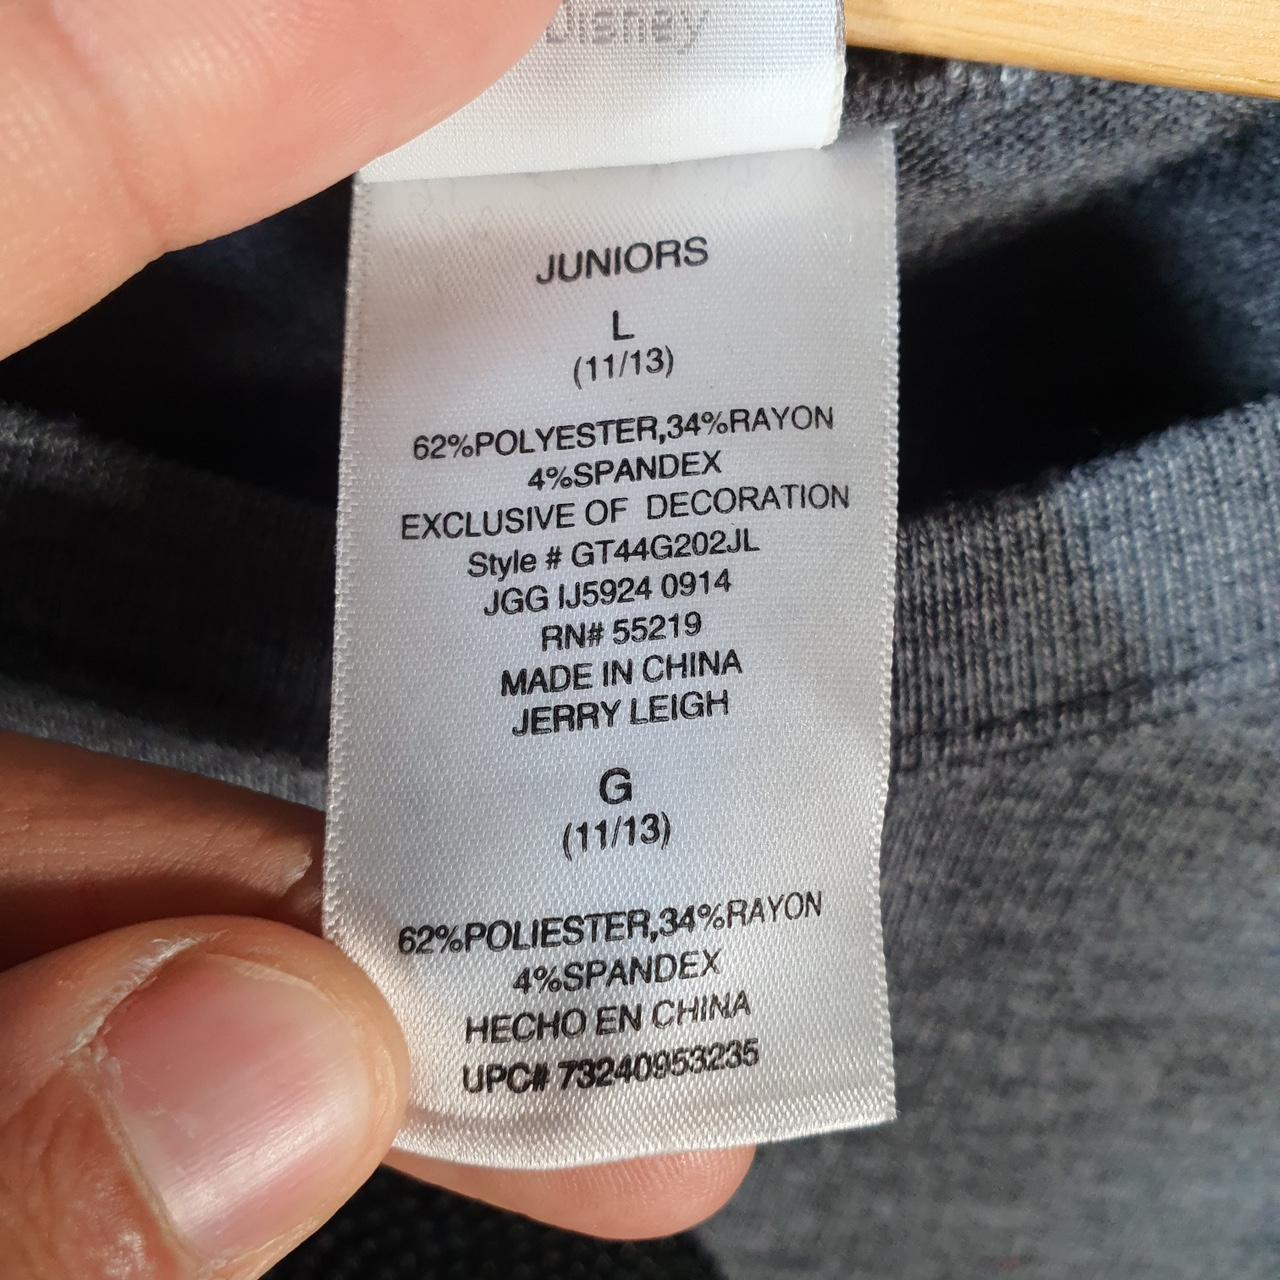 Disney
JUNIORS
L
(11/13)
62%POLYESTER,34%RAYON
4%SPANDEX
EXCLUSIVE OF DECORATION
Style # GT44G202JL
JGG IJ5924 0914
RN# 55219
MADE IN CHINA
JERRY LEIGH
G
(11/13)
62%POLIESTER,34%RAYON
4%SPANDEX
HECHO EN CHINA
UPC# 73240953235